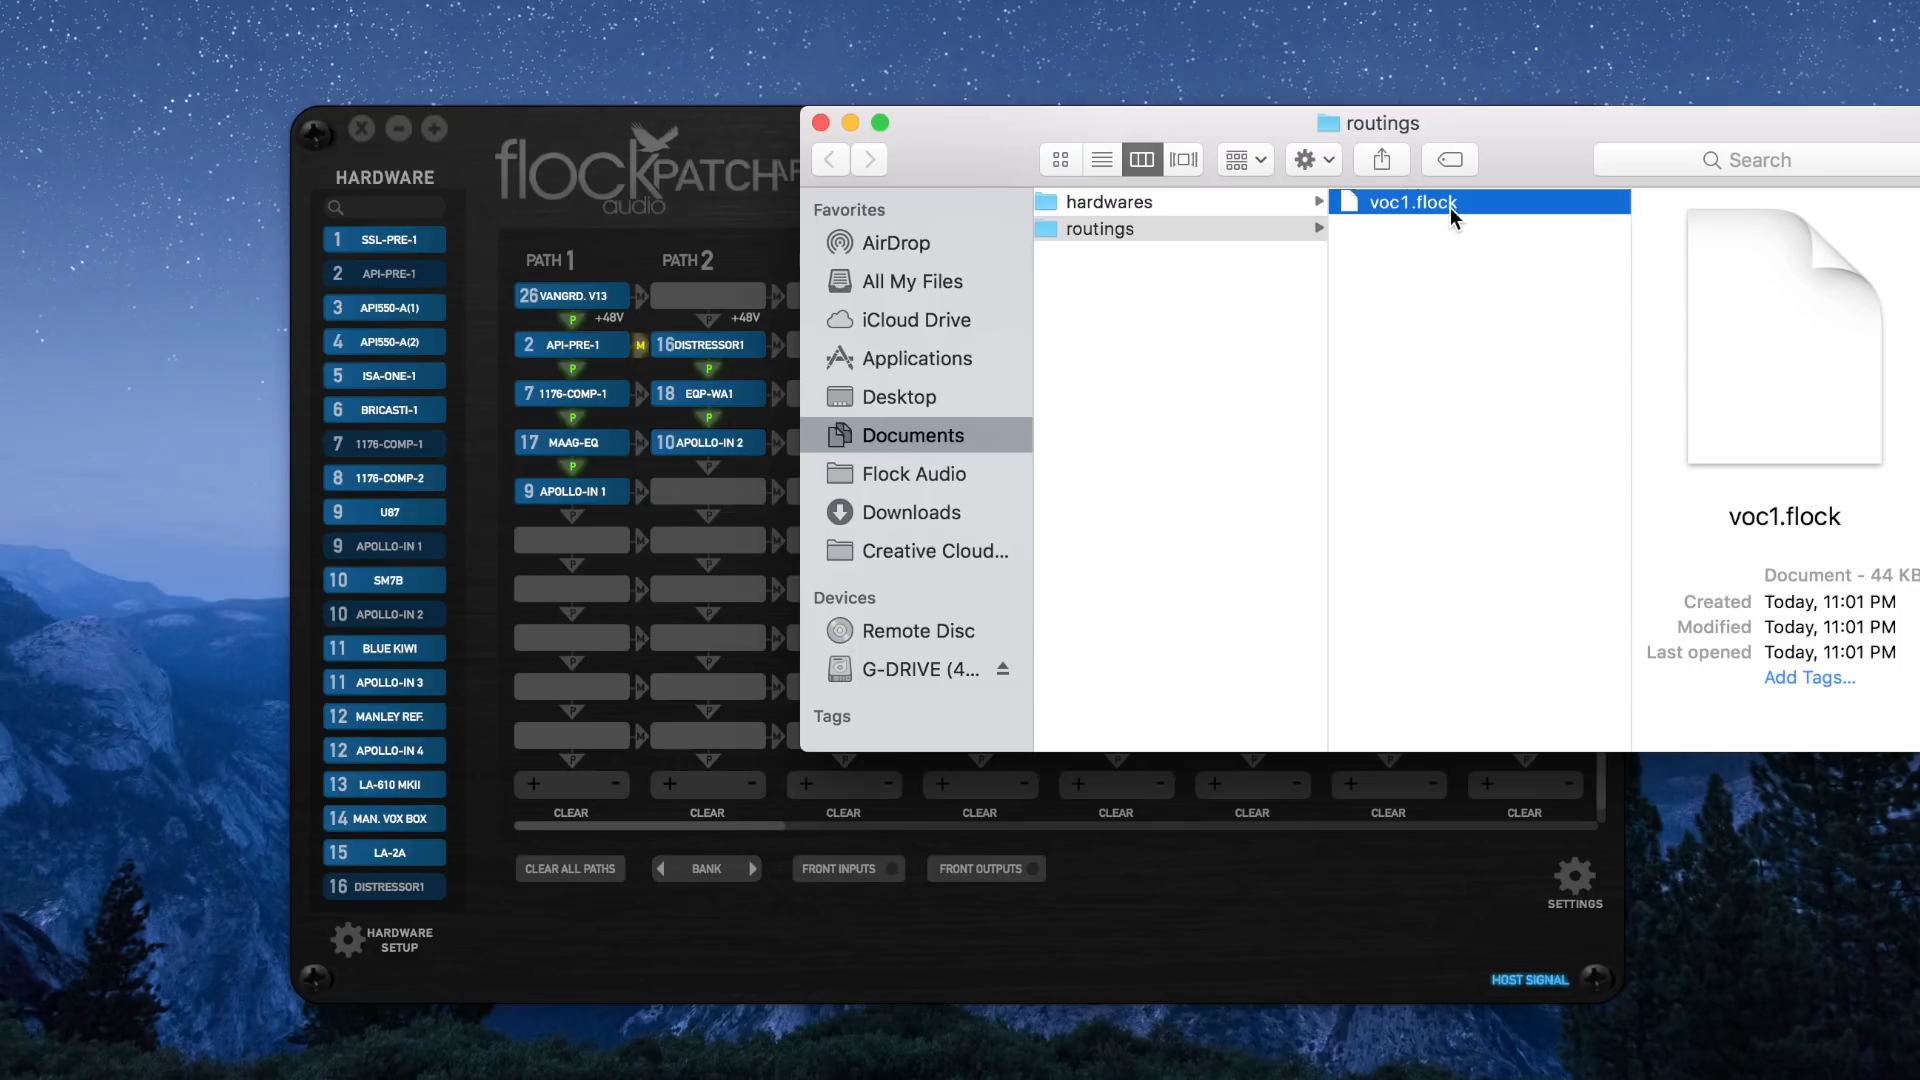 flock PATCH
audio
HARDWARE
1 SSL-PRE-1
2 API-PRE-1
3 API550-A(1)
4 API550-A(2)
5 ISA-ONE-1
6 BRICASTI-1
7 1176-COMP-1
8 1176-COMP-2
9 U87
9 APOLLO-IN 1
10 SM7B
10 APOLLO-IN 2
11 BLUE KIWI
11 APOLLO-IN 3
12 MANLEY REF.
12 APOLLO-IN 4
13 LA-610 MKII
14 MAN. VOX BOX
15 LA-2A
16 DISTRESSOR1
HARDWARE
SETUP
PATH 1 PATH 2
26 VANGRD. V13 M M
P +48V P +48V
2 API-PRE-1 M 16 DISTRESSOR1 M
P P
7 1176-COMP-1 M 18 EQP-WA1 M
P P
17 MAAG-EQ M 10 APOLLO-IN 2 M
P P
9 APOLLO-IN 1 M M
P P
M M
P P
M M
P P
M M
P P
M M
P P
M M
P P P P P P P P
+ - + - + - + - + - + - + - + -
CLEAR CLEAR CLEAR CLEAR CLEAR CLEAR CLEAR CLEAR
CLEAR ALL PATHS BANK FRONT INPUTS FRONT OUTPUTS
SETTINGS
HOST SIGNAL
routings
Search
Favorites
AirDrop
All My Files
iCloud Drive
Applications
Desktop
Documents
Flock Audio
Downloads
Creative Cloud...
Devices
Remote Disc
G-DRIVE (4...
Tags
hardwares
routings
voc1.flock
voc1.flock
Document - 44 KB
Created Today, 11:01 PM
Modified Today, 11:01 PM
Last opened Today, 11:01 PM
Add Tags...